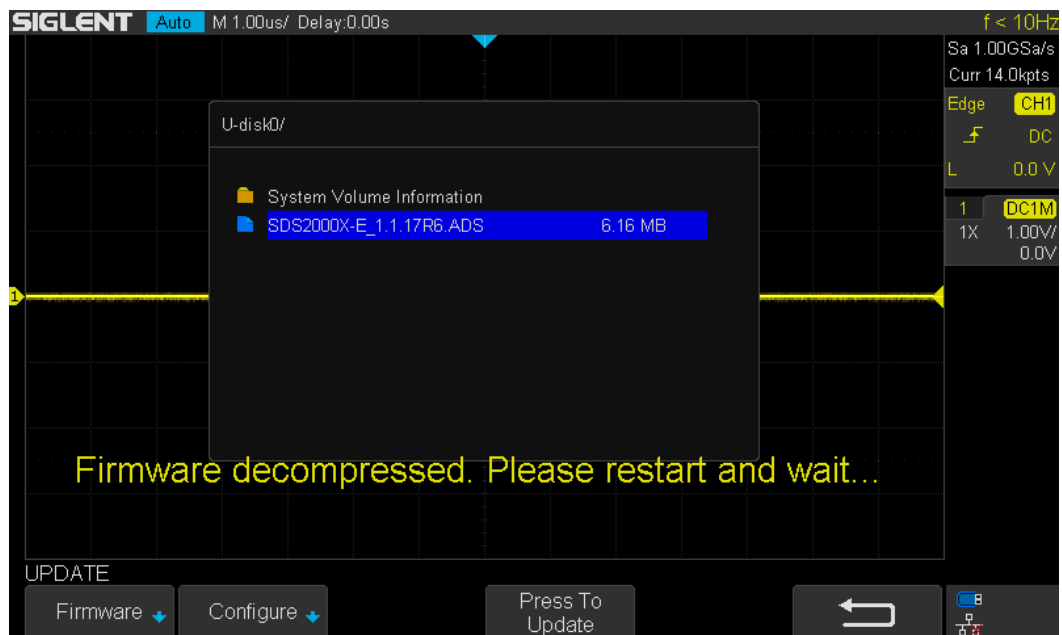 SIGLENT Auto M 1.00us/ Delay:0.00s f < 10Hz
Sa 1.00GSa/s
Curr 14.0kpts
Edge CH1
DC
L 0.0 V
1 DC1M
1X 1.00V/
0.0V
U-disk0/
System Volume Information
SDS2000X-E_1.1.17R6.ADS 6.16 MB
1
Firmware decompressed. Please restart and wait...
UPDATE
Firmware Configure Press To
Update